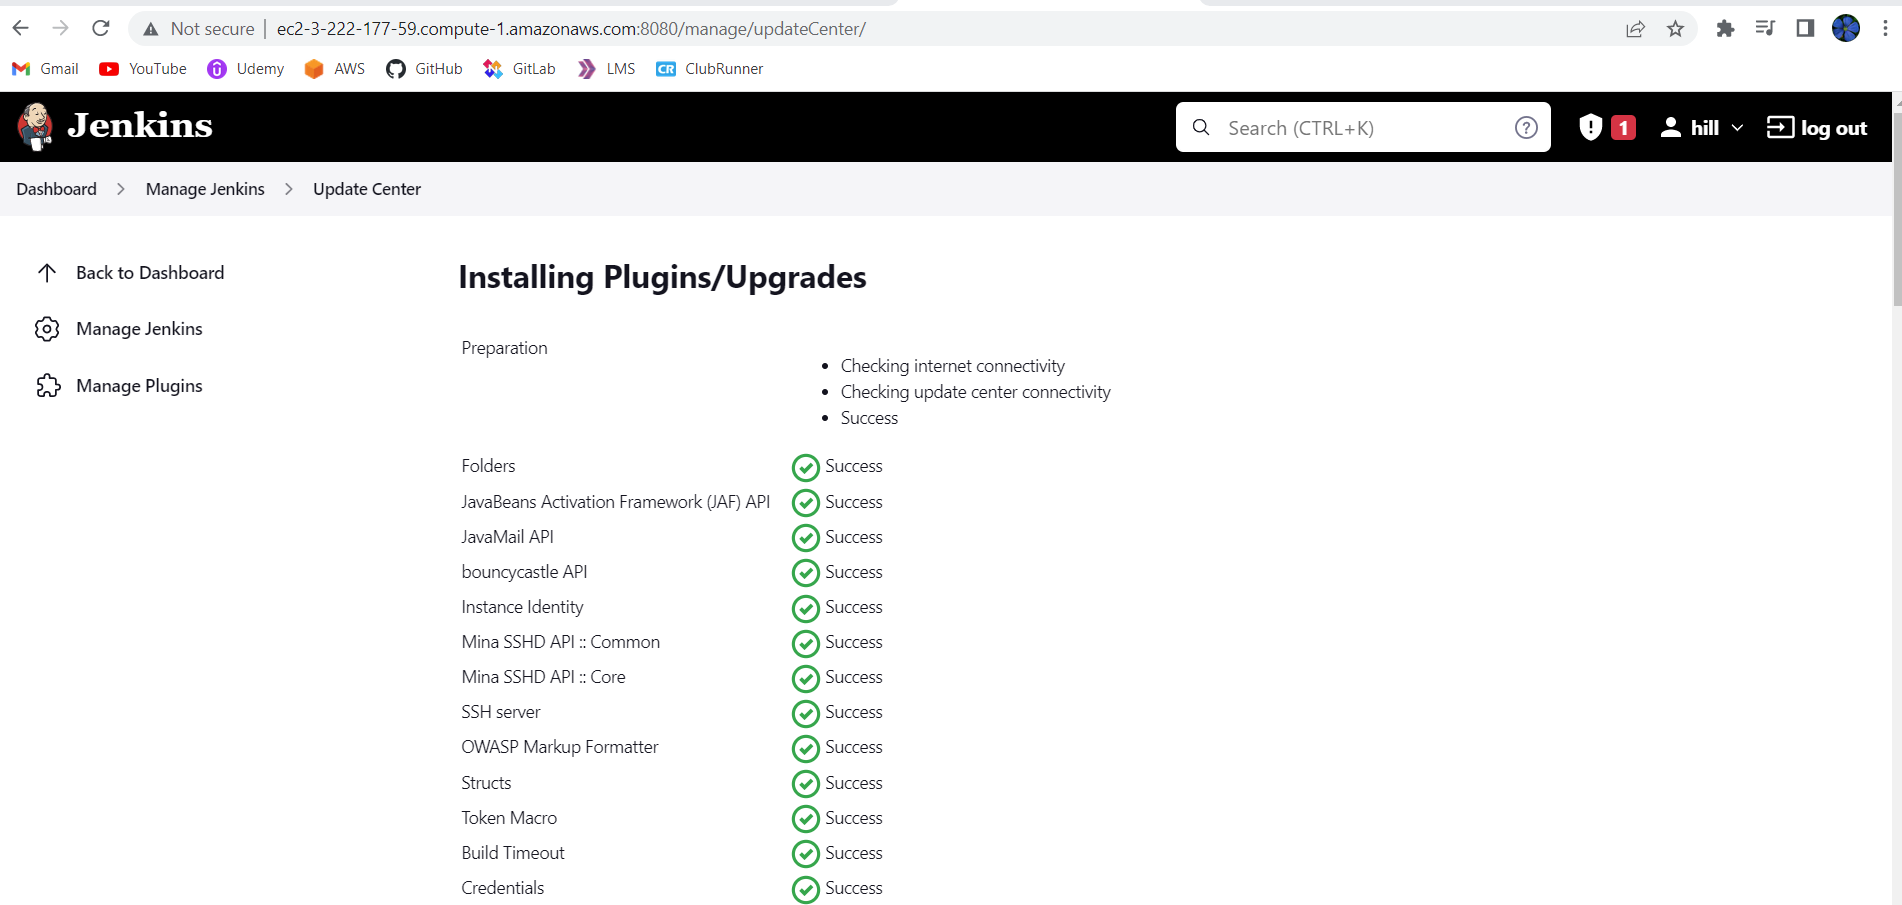 Not secure | ec2-3-222-177-59.compute-1.amazonaws.com:8080/manage/updateCenter/
Gmail YouTube Udemy AWS GitHub GitLab LMS CR ClubRunner
Jenkins Search (CTRL+K) ? 1 hill log out
Dashboard > Manage Jenkins > Update Center
Back to Dashboard
Manage Jenkins
Manage Plugins
Installing Plugins/Upgrades
Preparation
• Checking internet connectivity
• Checking update center connectivity
• Success
Folders Success
JavaBeans Activation Framework (JAF) API Success
JavaMail API Success
bouncycastle API Success
Instance Identity Success
Mina SSHD API :: Common Success
Mina SSHD API :: Core Success
SSH server Success
OWASP Markup Formatter Success
Structs Success
Token Macro Success
Build Timeout Success
Credentials Success